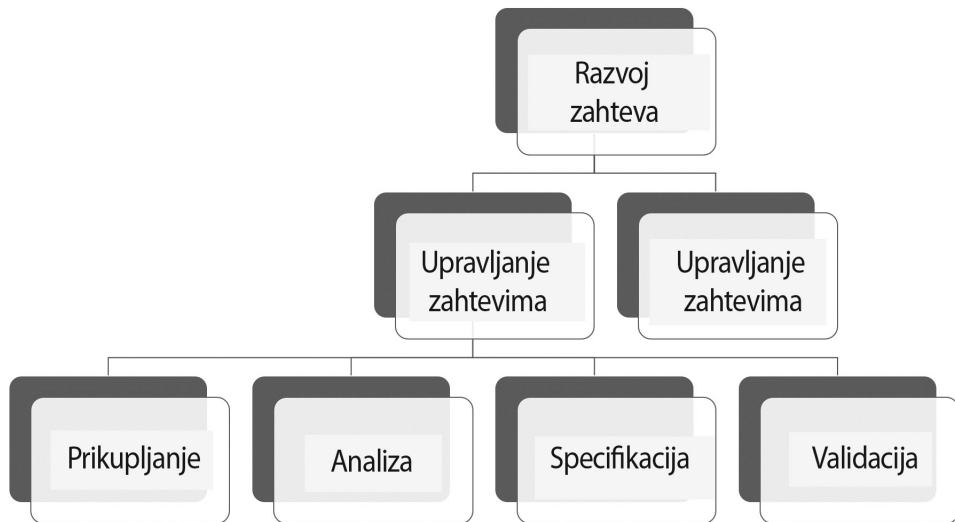 Razvoj
zahteva
Upravljanje
zahtevima
Upravljanje
zahtevima
Prikupljanje
Analiza
Specifikacija
Validacija